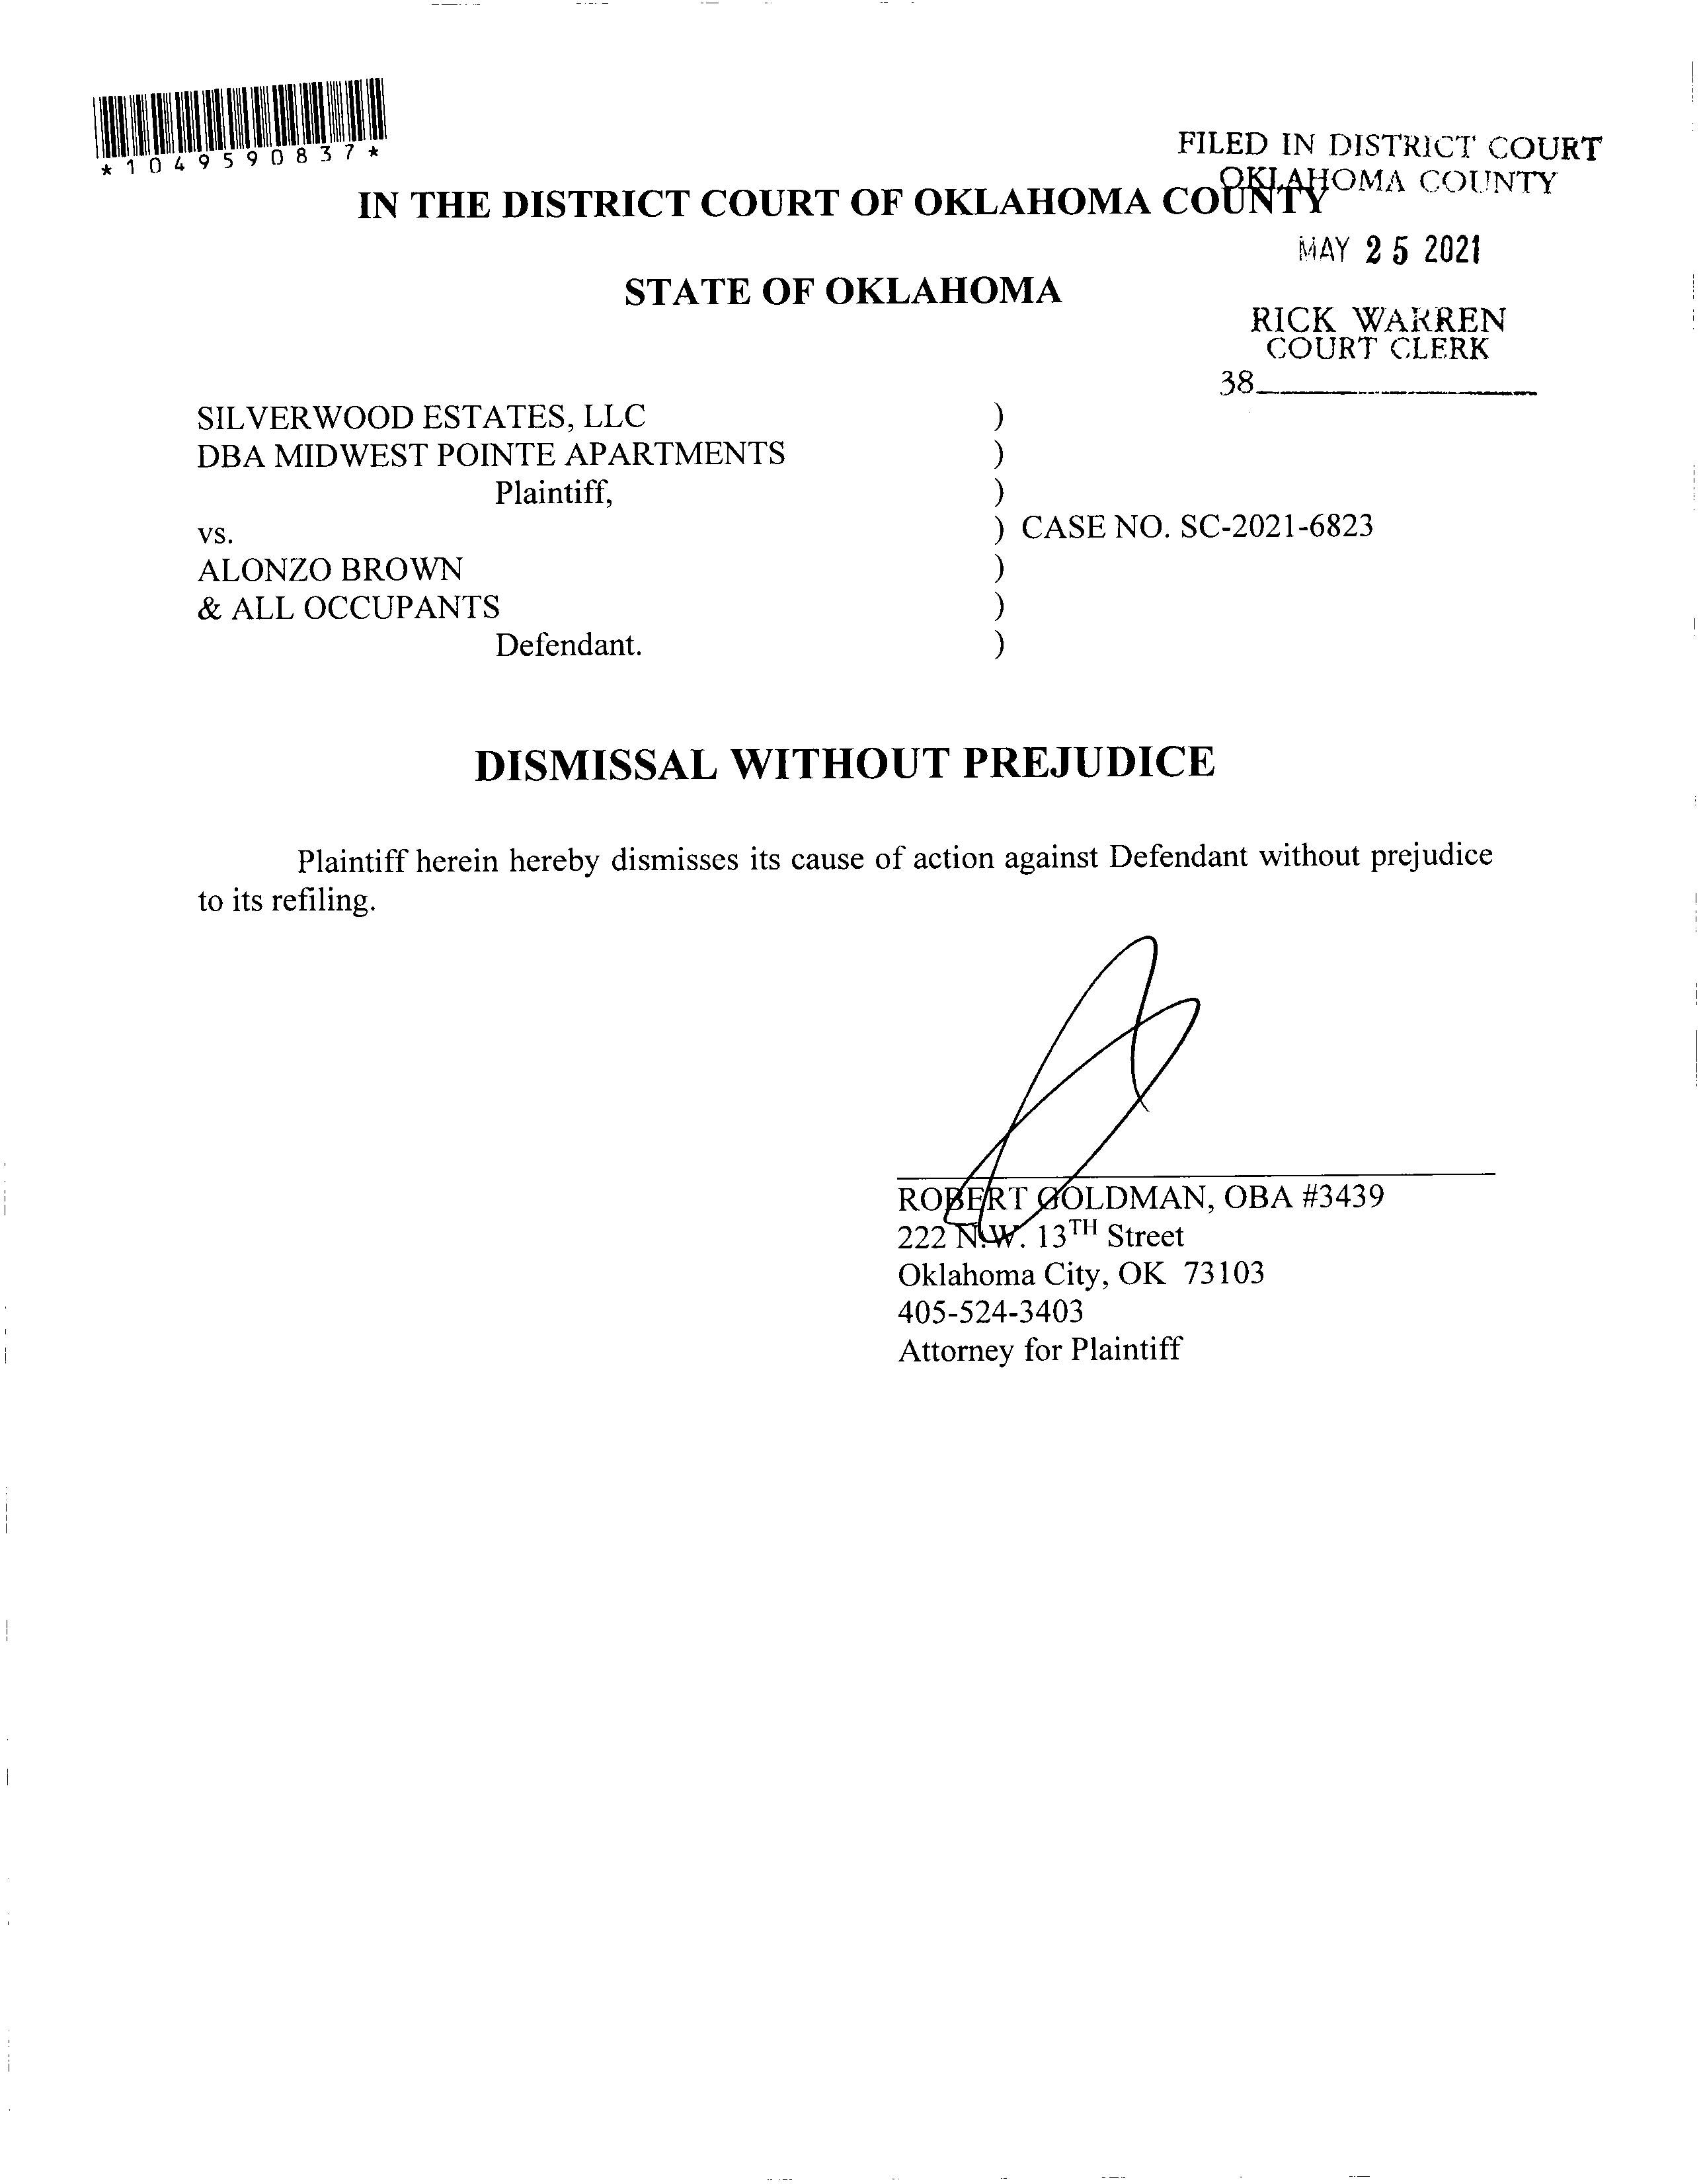 *1049590837*
FILED IN DISTRICT COURT
OKLAHOMA COUNTY
IN THE DISTRICT COURT OF OKLAHOMA COUNTY
MAY 25 2021
STATE OF OKLAHOMA
RICK WARREN
COURT CLERK
38
SILVERWOOD ESTATES, LLC )
DBA MIDWEST POINTE APARTMENTS )
Plaintiff, )
vs. ) CASE NO. SC-2021-6823
ALONZO BROWN )
& ALL OCCUPANTS )
Defendant. )
DISMISSAL WITHOUT PREJUDICE
Plaintiff herein hereby dismisses its cause of action against Defendant without prejudice
to its refiling.
ROBERT GOLDMAN, OBA #3439
222 N.W. 13TH Street
Oklahoma City, OK 73103
405-524-3403
Attorney for Plaintiff